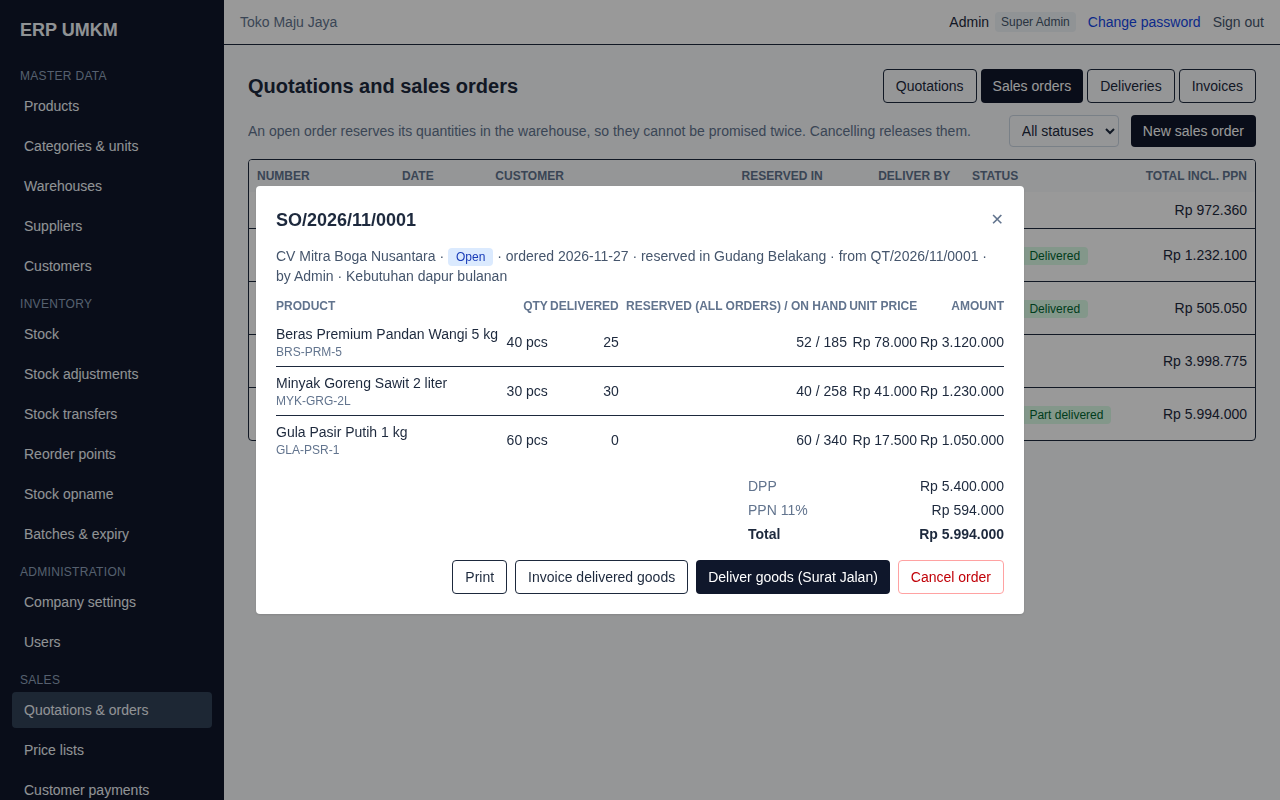 ERP UMKM
MASTER DATA
Products
Categories & units
Warehouses
Suppliers
Customers
INVENTORY
Stock
Stock adjustments
Stock transfers
Reorder points
Stock opname
Batches & expiry
ADMINISTRATION
Company settings
Users
SALES
Quotations & orders
Price lists
Customer payments
Toko Maju Jaya
Admin Super Admin Change password Sign out
Quotations and sales orders
Quotations Sales orders Deliveries Invoices
An open order reserves its quantities in the warehouse, so they cannot be promised twice. Cancelling releases them.
All statuses New sales order
NUMBER DATE CUSTOMER RESERVED IN DELIVER BY STATUS TOTAL INCL. PPN
Rp 972.360
Delivered Rp 1.232.100
Delivered Rp 505.050
Rp 3.998.775
Part delivered Rp 5.994.000
SO/2026/11/0001 ✕
CV Mitra Boga Nusantara · Open · ordered 2026-11-27 · reserved in Gudang Belakang · from QT/2026/11/0001 ·
by Admin · Kebutuhan dapur bulanan
PRODUCT QTY DELIVERED RESERVED (ALL ORDERS) / ON HAND UNIT PRICE AMOUNT
Beras Premium Pandan Wangi 5 kg 40 pcs 25 52 / 185 Rp 78.000 Rp 3.120.000
BRS-PRM-5
Minyak Goreng Sawit 2 liter 30 pcs 30 40 / 258 Rp 41.000 Rp 1.230.000
MYK-GRG-2L
Gula Pasir Putih 1 kg 60 pcs 0 60 / 340 Rp 17.500 Rp 1.050.000
GLA-PSR-1
DPP Rp 5.400.000
PPN 11% Rp 594.000
Total Rp 5.994.000
Print Invoice delivered goods Deliver goods (Surat Jalan) Cancel order